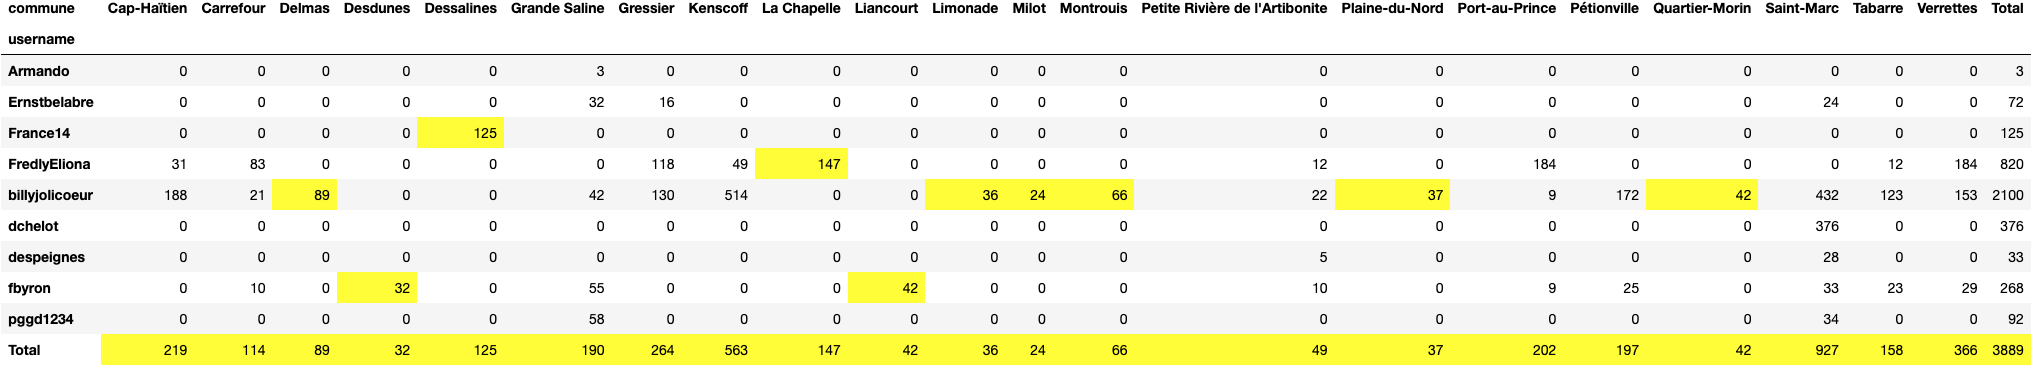 commune Cap-Haïtien Carrefour Delmas Desdunes Dessalines Grande Saline Gressier Kenscoff La Chapelle Liancourt Limonade Milot Montrouis Petite Rivière de l'Artibonite Plaine-du-Nord Port-au-Prince Pétionville Quartier-Morin Saint-Marc Tabarre Verrettes Total
username
Armando 0 0 0 0 0 3 0 0 0 0 0 0 0 0 0 0 0 0 0 0 0 3
Ernstbelabre 0 0 0 0 0 32 16 0 0 0 0 0 0 0 0 0 0 0 24 0 0 72
France14 0 0 0 0 125 0 0 0 0 0 0 0 0 0 0 0 0 0 0 0 0 125
FredlyEliona 31 83 0 0 0 0 118 49 147 0 0 0 0 12 0 184 0 0 0 12 184 820
billyjolicoeur 188 21 89 0 0 42 130 514 0 0 36 24 66 22 37 9 172 42 432 123 153 2100
dchelot 0 0 0 0 0 0 0 0 0 0 0 0 0 0 0 0 0 0 376 0 0 376
despeignes 0 0 0 0 0 0 0 0 0 0 0 0 0 5 0 0 0 0 28 0 0 33
fbyron 0 10 0 32 0 55 0 0 0 42 0 0 0 10 0 9 25 0 33 23 29 268
pggd1234 0 0 0 0 0 58 0 0 0 0 0 0 0 0 0 0 0 0 34 0 0 92
Total 219 114 89 32 125 190 264 563 147 42 36 24 66 49 37 202 197 42 927 158 366 3889